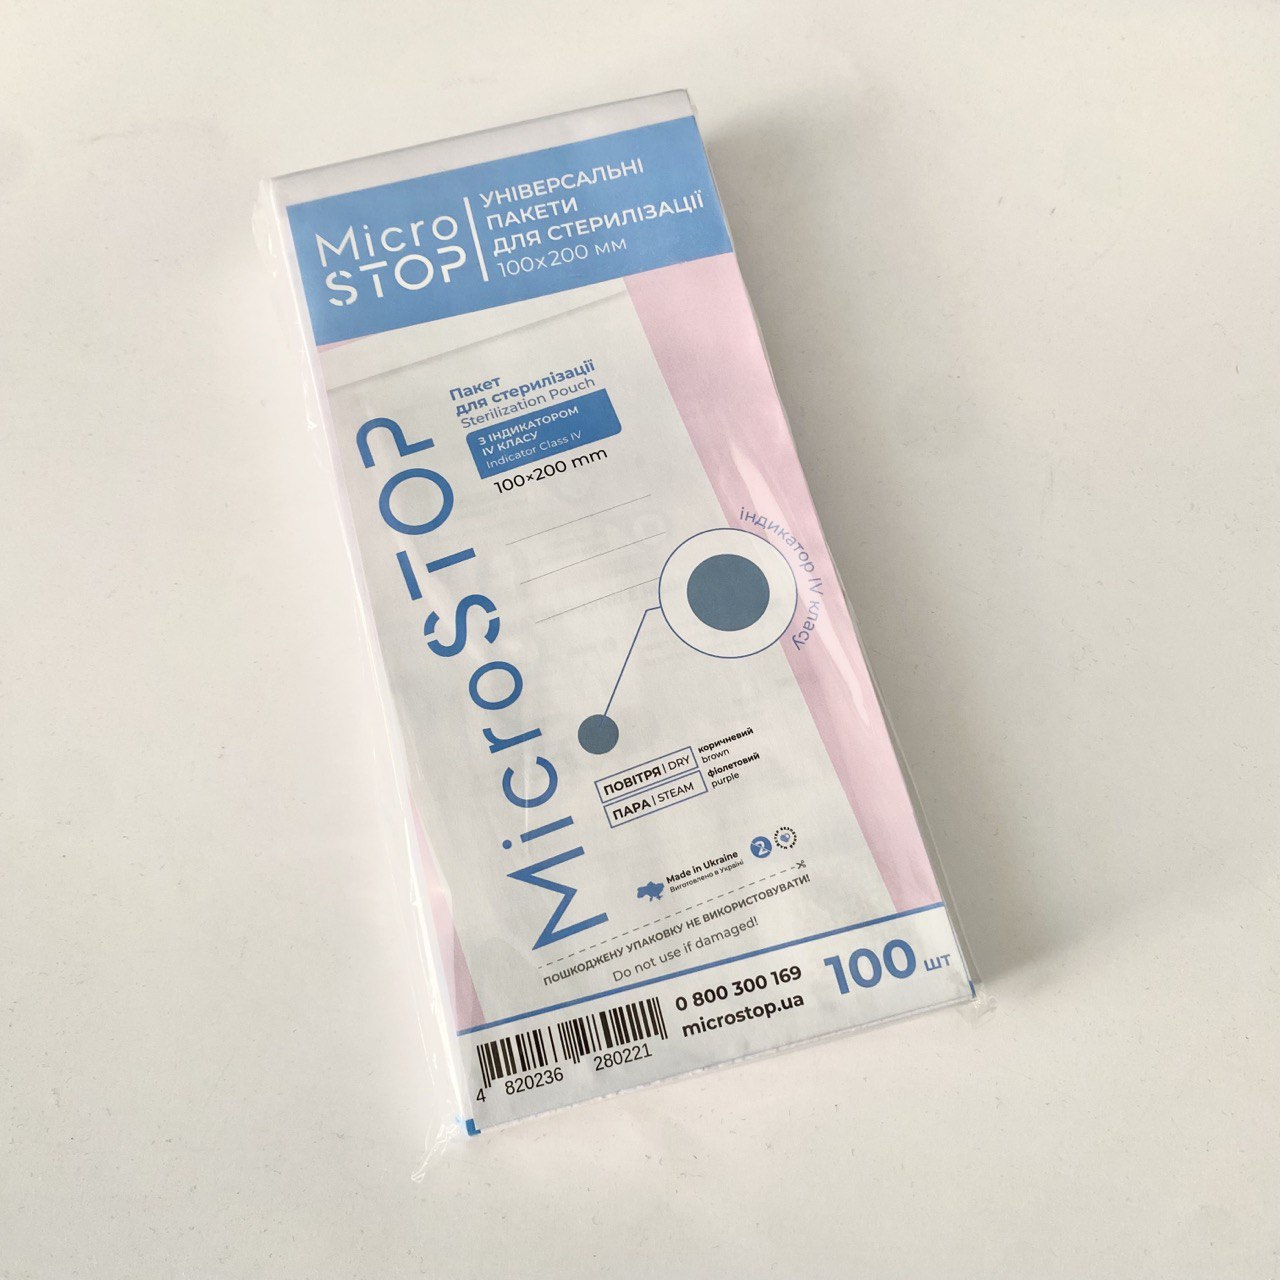 Micro
STOP
УНІВЕРСАЛЬНІ
ПАКЕТИ
ДЛЯ СТЕРИЛІЗАЦІЇ
100х200 мм
Пакет
для стерилізації
Sterilization Pouch
З ІНДИКАТОРОМ
IV КЛАСУ
Indicator Class IV
100×200 mm
MicroSTOP
індикатор IV класу
ПОВІТРЯ | DRY
коричневий
brown
ПАРА | STEAM
фіолетовий
purple
Made in Ukraine
Виготовлено в Україні
2
ПОШКОДЖЕНУ УПАКОВКУ НЕ ВИКОРИСТОВУВАТИ!
Do not use if damaged!
4 820236 280221
0 800 300 169
microstop.ua
100 шт